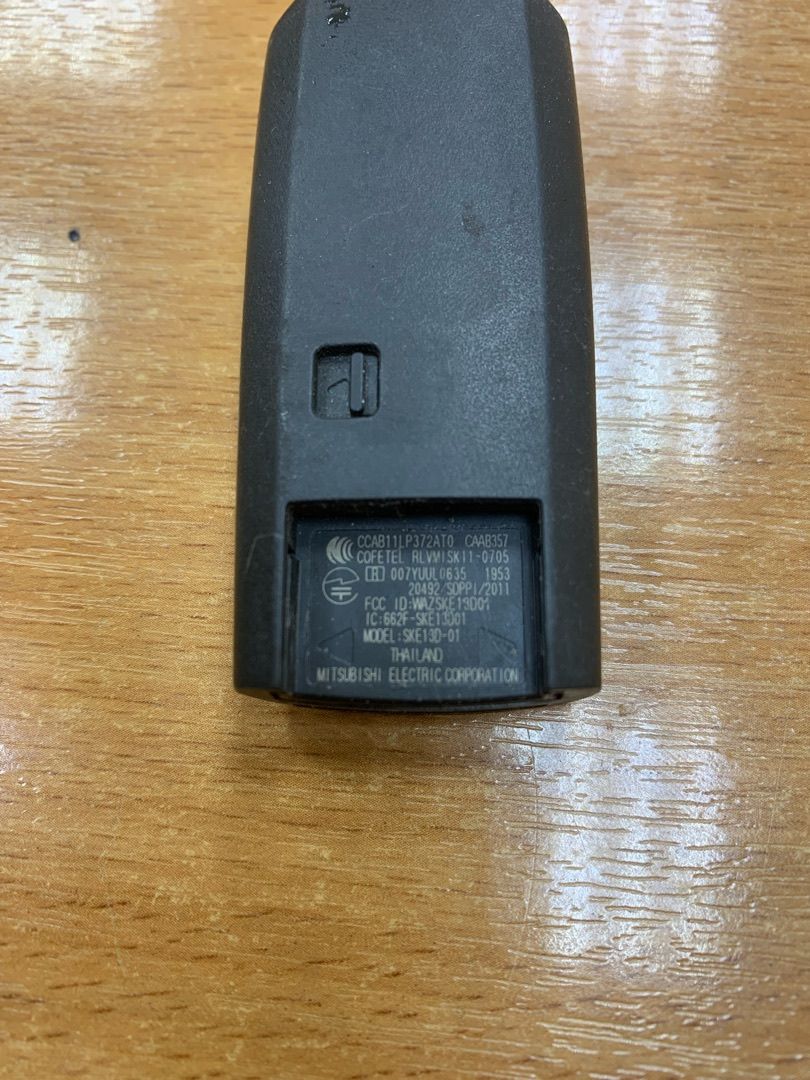 CCAB11LP372AT0 CAAB357
COFETEL RLVMISK11-0705
R 007YUUL0635 1953
20492/SDPPI/2011
FCC ID:WAZSKE13D01
IC:662F-SKE13D01
MODEL:SKE13D-01
THAILAND
MITSUBISHI ELECTRIC CORPORATION